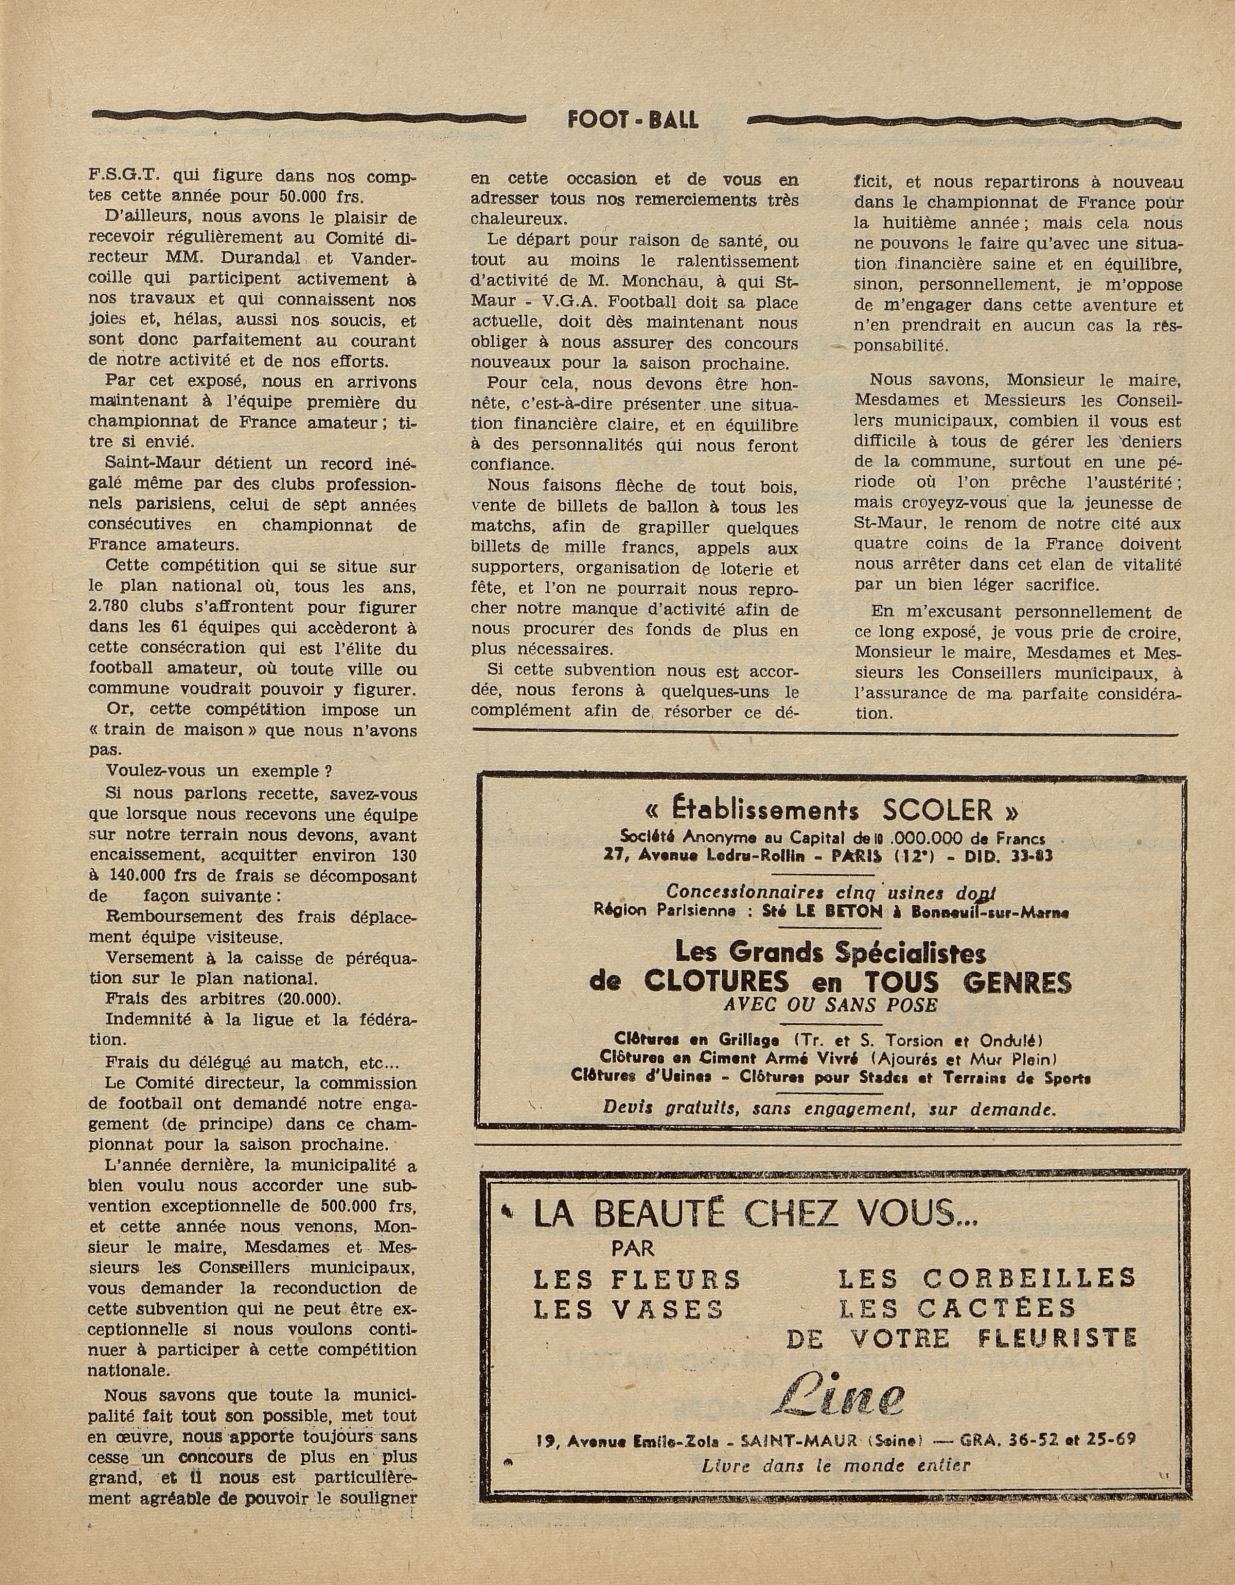 FOOT - BALL
F.S.G.T. qui figure dans nos comp-
tes cette année pour 50.000 frs.
D'ailleurs, nous avons le plaisir de
recevoir régulièrement au Comité di-
recteur MM. Durandal et Vander-
coille qui participent activement à
nos travaux et qui connaissent nos
joies et, hélas, aussi nos soucis, et
sont donc parfaitement au courant
de notre activité et de nos efforts.
Par cet exposé, nous en arrivons
maintenant à l'équipe première du
championnat de France amateur ; ti-
tre si envié.
Saint-Maur détient un record iné-
galé même par des clubs profession-
nels parisiens, celui de sept années
consécutives en championnat de
France amateurs.
Cette compétition qui se situe sur
le plan national où, tous les ans,
2.780 clubs s'affrontent pour figurer
dans les 61 équipes qui accèderont à
cette consécration qui est l'élite du
football amateur, où toute ville ou
commune voudrait pouvoir y figurer.
Or, cette compétition impose un
« train de maison » que nous n'avons
pas.
Voulez-vous un exemple ?
Si nous parlons recette, savez-vous
que lorsque nous recevons une équipe
sur notre terrain nous devons, avant
encaissement, acquitter environ 130
à 140.000 frs de frais se décomposant
de façon suivante :
Remboursement des frais déplace-
ment équipe visiteuse.
Versement à la caisse de péréqua-
tion sur le plan national.
Frais des arbitres (20.000).
Indemnité à la ligue et la fédéra-
tion.
Frais du délégué au match, etc...
Le Comité directeur, la commission
de football ont demandé notre enga-
gement (de principe) dans ce cham-
pionnat pour la saison prochaine.
L'année dernière, la municipalité a
bien voulu nous accorder une sub-
vention exceptionnelle de 500.000 frs,
et cette année nous venons, Mon-
sieur le maire, Mesdames et Mes-
sieurs les Conseillers municipaux,
vous demander la reconduction de
cette subvention qui ne peut être ex-
ceptionnelle si nous voulons conti-
nuer à participer à cette compétition
nationale.
Nous savons que toute la munici-
palité fait tout son possible, met tout
en œuvre, nous apporte toujours sans
cesse un concours de plus en plus
grand, et il nous est particulière-
ment agréable de pouvoir le souligner
en cette occasion et de vous en
adresser tous nos remerciements très
chaleureux.
Le départ pour raison de santé, ou
tout au moins le ralentissement
d'activité de M. Monchau, à qui St-
Maur - V.G.A. Football doit sa place
actuelle, doit dès maintenant nous
obliger à nous assurer des concours
nouveaux pour la saison prochaine.
Pour cela, nous devons être hon-
nête, c'est-à-dire présenter une situa-
tion financière claire, et en équilibre
à des personnalités qui nous feront
confiance.
Nous faisons flèche de tout bois,
vente de billets de ballon à tous les
matchs, afin de grapiller quelques
billets de mille francs, appels aux
supporters, organisation de loterie et
fête, et l'on ne pourrait nous repro-
cher notre manque d'activité afin de
nous procurer des fonds de plus en
plus nécessaires.
Si cette subvention nous est accor-
dée, nous ferons à quelques-uns le
complément afin de résorber ce dé-
ficit, et nous repartirons à nouveau
dans le championnat de France pour
la huitième année ; mais cela nous
ne pouvons le faire qu'avec une situa-
tion financière saine et en équilibre,
sinon, personnellement, je m'oppose
de m'engager dans cette aventure et
n'en prendrait en aucun cas la res-
ponsabilité.
Nous savons, Monsieur le maire,
Mesdames et Messieurs les Conseil-
lers municipaux, combien il vous est
difficile à tous de gérer les deniers
de la commune, surtout en une pé-
riode où l'on prêche l'austérité ;
mais croyeyz-vous que la jeunesse de
St-Maur, le renom de notre cité aux
quatre coins de la France doivent
nous arrêter dans cet elan de vitalité
par un bien léger sacrifice.
En m'excusant personnellement de
ce long exposé, je vous prie de croire,
Monsieur le maire, Mesdames et Mes-
sieurs les Conseillers municipaux, à
l'assurance de ma parfaite considéra-
tion.
« Établissements SCOLER »
Société Anonyme au Capital de 10 .000.000 de Francs
27, Avenue Ledru-Rollin - PARIS (12e) - DID. 33-83
Concessionnaires cinq usines dont
Région Parisienne : Sté LE BETON à Bonneuil-sur-Marne
Les Grands Spécialistes
de CLOTURES en TOUS GENRES
AVEC OU SANS POSE
Clôtures en Grillage (Tr. et S. Torsion et Ondulé)
Clôtures en Ciment Armé Vivré (Ajourés et Mur Plein)
Clôtures d'Usines - Clôtures pour Stades et Terrains de Sports
Devis gratuits, sans engagement, sur demande.
LA BEAUTÉ CHEZ VOUS...
PAR
LES FLEURS LES CORBEILLES
LES VASES LES CACTÉES
DE VOTRE FLEURISTE
Line
19, Avenue Emile-Zola - SAINT-MAUR (Seine) — GRA. 36-52 et 25-69
Livre dans le monde entier